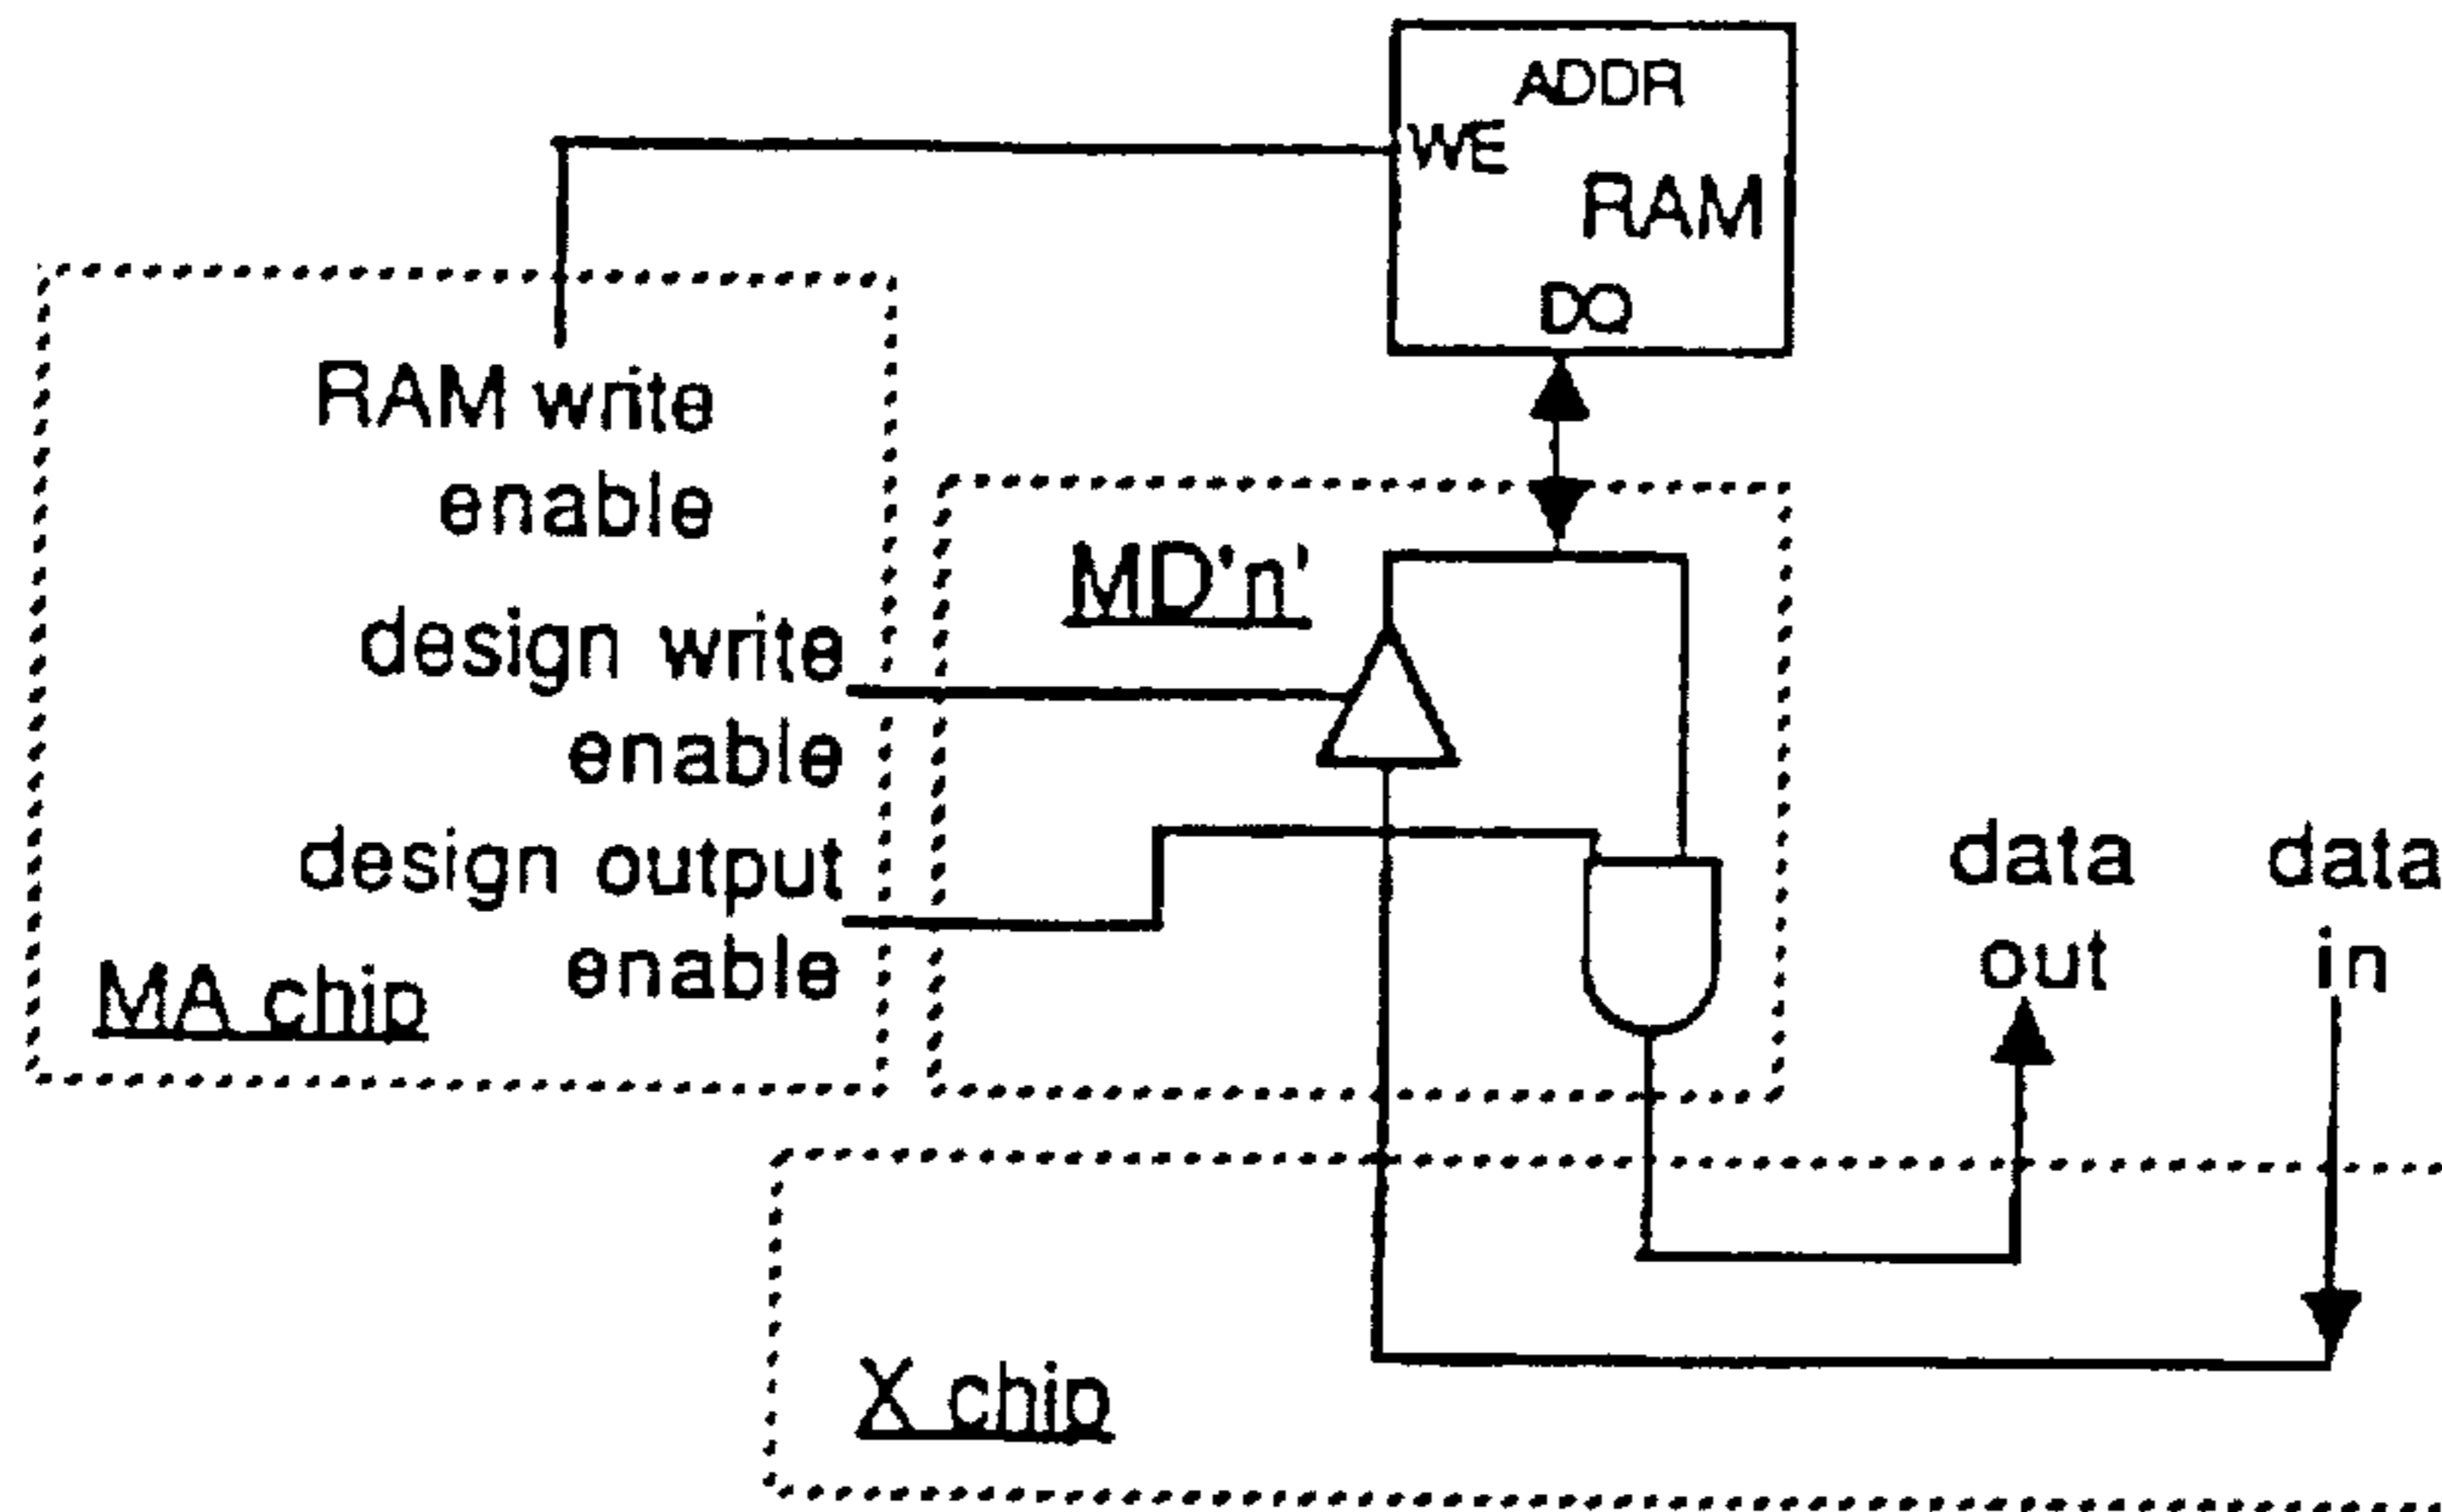 ADDR
WE
RAM
DQ
RAM write
enable
design write
enable
design output
enable
MA chip
MD'n'
data
out
data
in
X chip